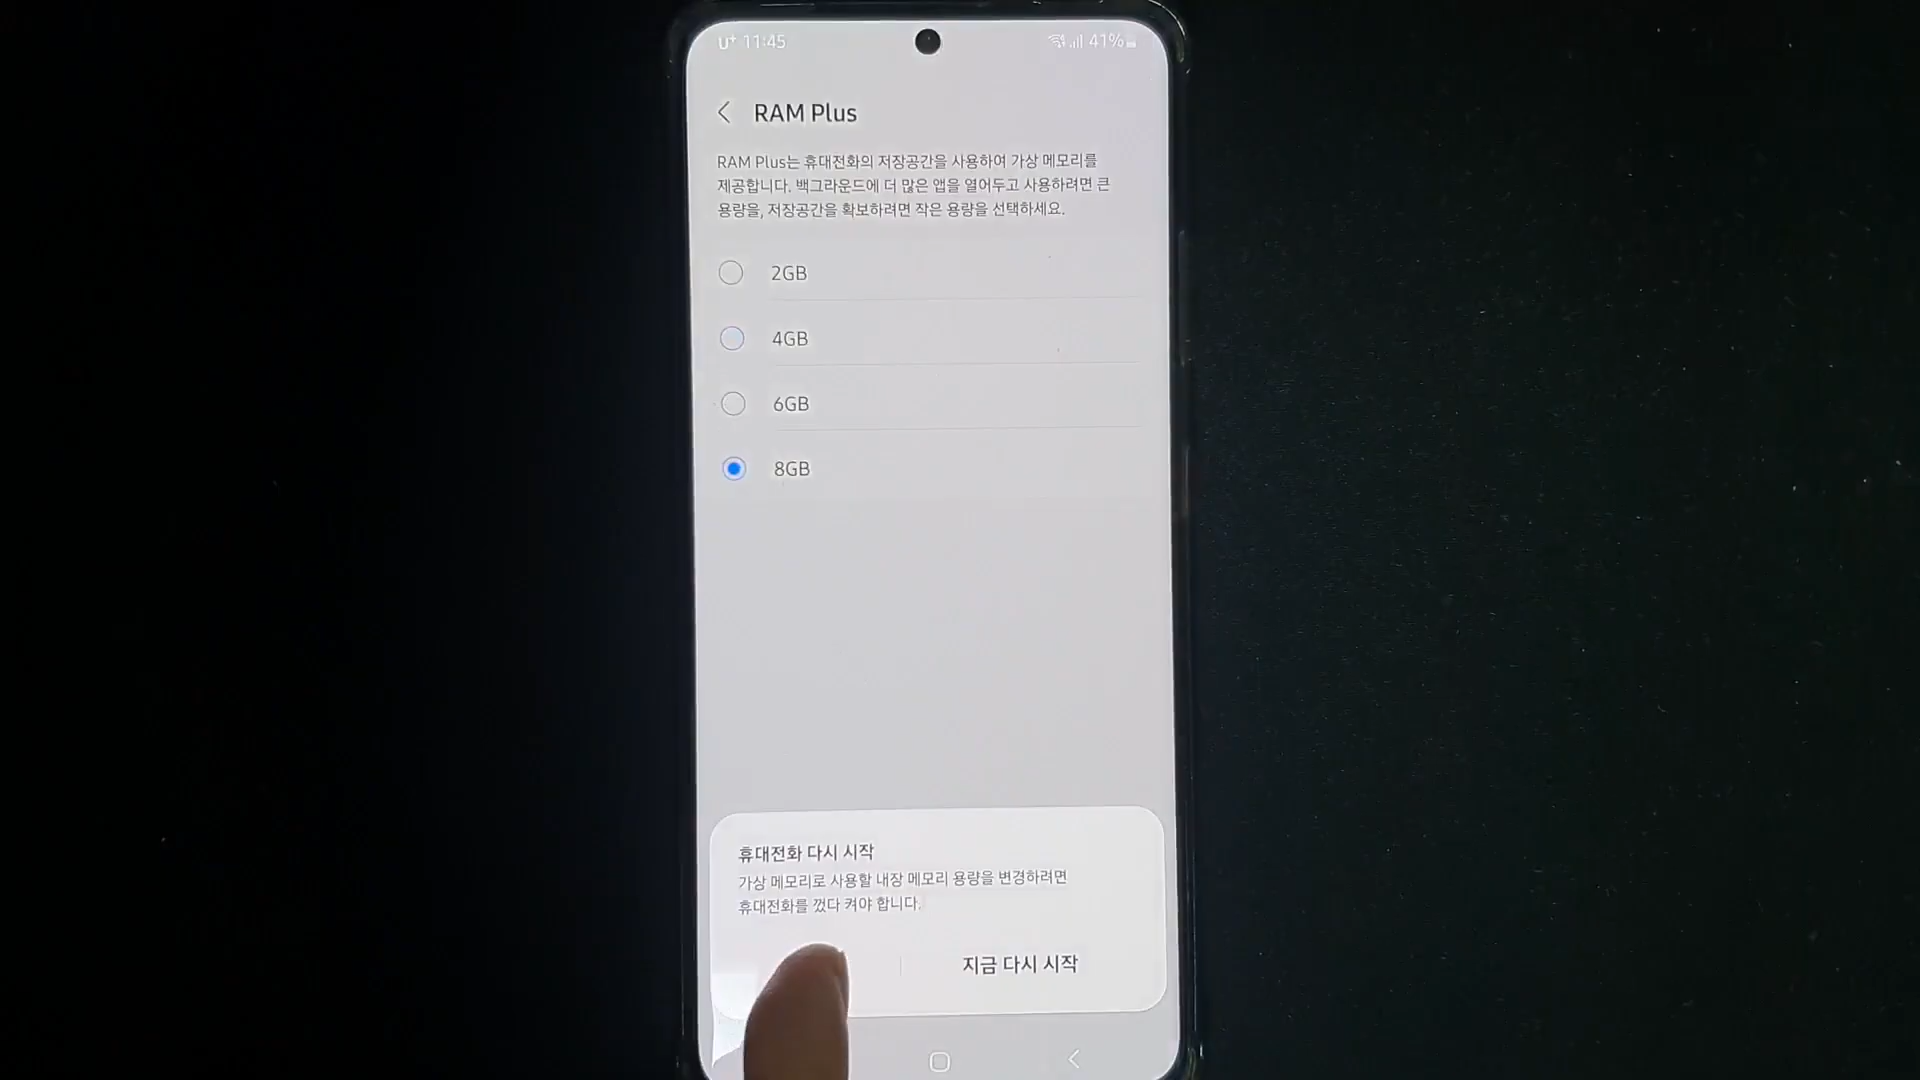 U+ 11:45
41%
RAM Plus
RAM Plus는 휴대전화의 저장공간을 사용하여 가상 메모리를
제공합니다. 백그라운드에 더 많은 앱을 열어두고 사용하려면 큰
용량을, 저장공간을 확보하려면 작은 용량을 선택하세요.
2GB
4GB
6GB
8GB
휴대전화 다시 시작
가상 메모리로 사용할 내장 메모리 용량을 변경하려면
휴대전화를 껐다 켜야 합니다.
지금 다시 시작